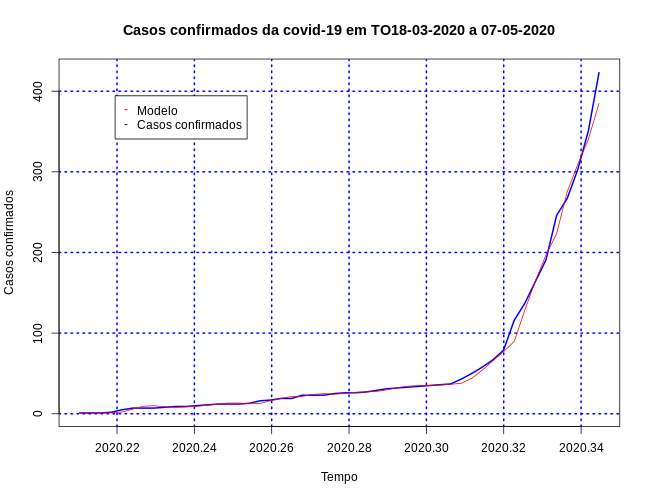 Casos confirmados da covid-19 em TO18-03-2020 a 07-05-2020
Casos confirmados
400
300
200
100
0
Modelo
Casos confirmados
2020.22 2020.24 2020.26 2020.28 2020.30 2020.32 2020.34
Tempo